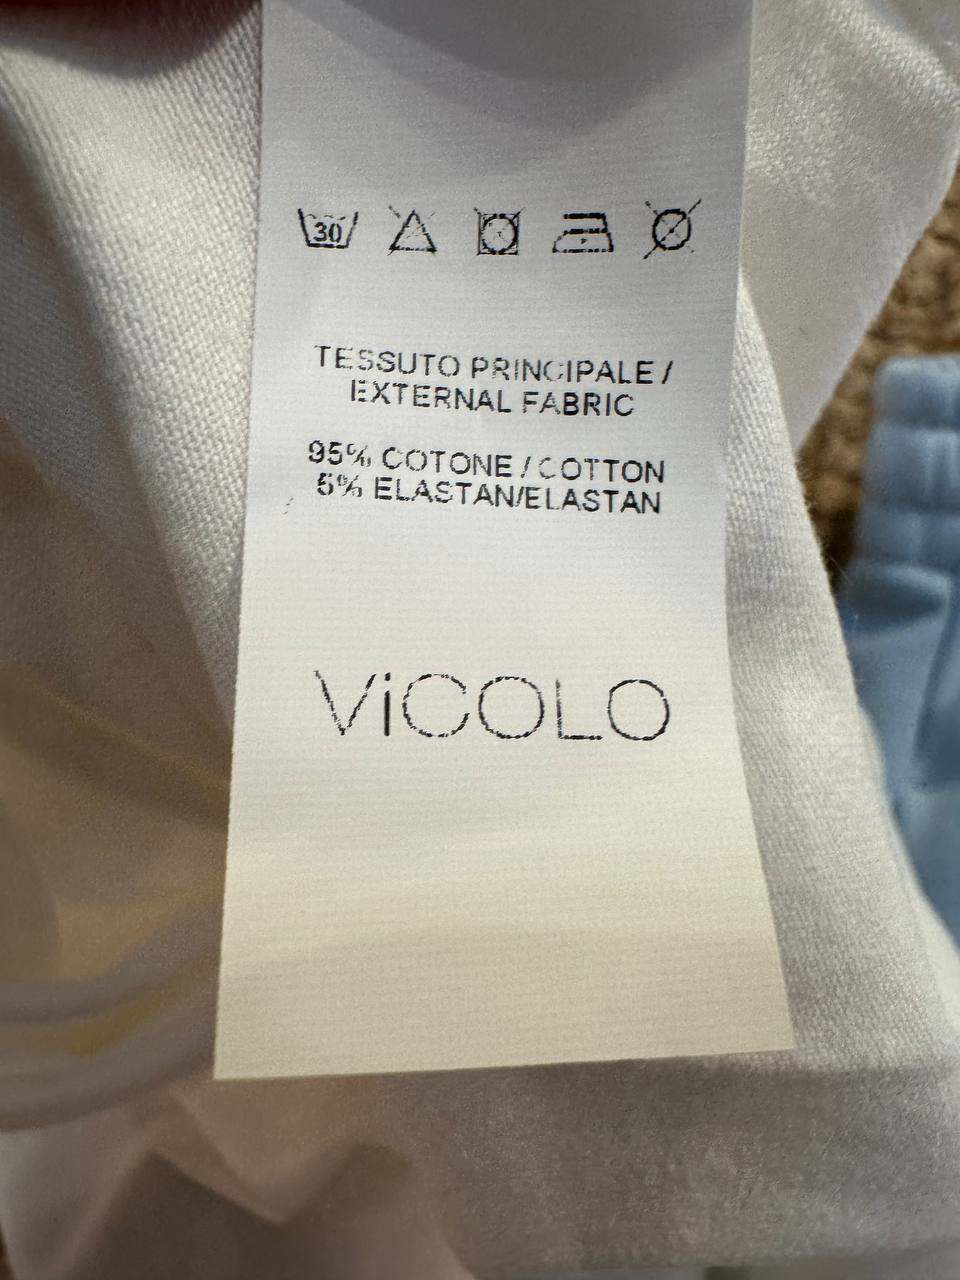 30
TESSUTO PRINCIPALE /
EXTERNAL FABRIC
95% COTONE / COTTON
5% ELASTAN/ELASTAN
ViCOLO